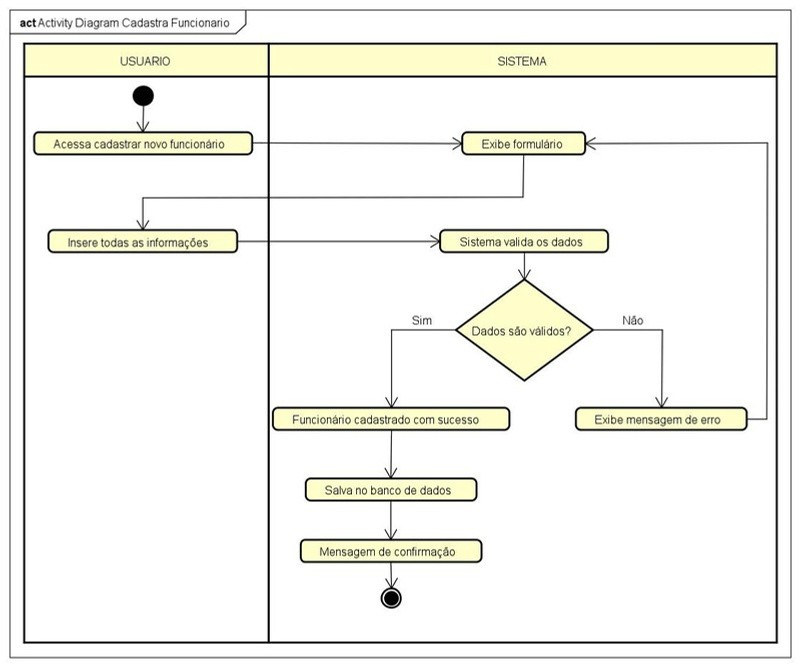 act Activity Diagram Cadastra Funcionario
USUARIO
SISTEMA
Acessa cadastrar novo funcionário
Exibe formulário
Insere todas as informações
Sistema valida os dados
Sim
Dados são válidos?
Não
Funcionário cadastrado com sucesso
Exibe mensagem de erro
Salva no banco de dados
Mensagem de confirmação